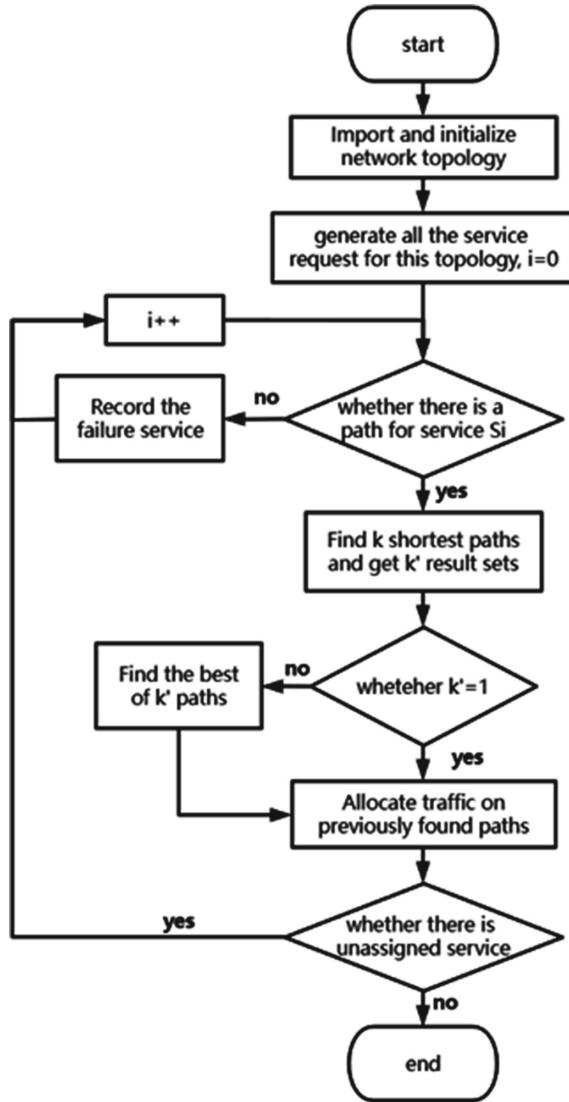 start
Import and initialize
network topology
generate all the service
request for this topology, i=0
i++
Record the
failure service
no
whether there is a
path for service Si
yes
Find k shortest paths
and get k' result sets
Find the best
of k' paths
no
wheteher k'=1
yes
Allocate traffic on
previously found paths
yes
whether there is
unassigned service
no
end